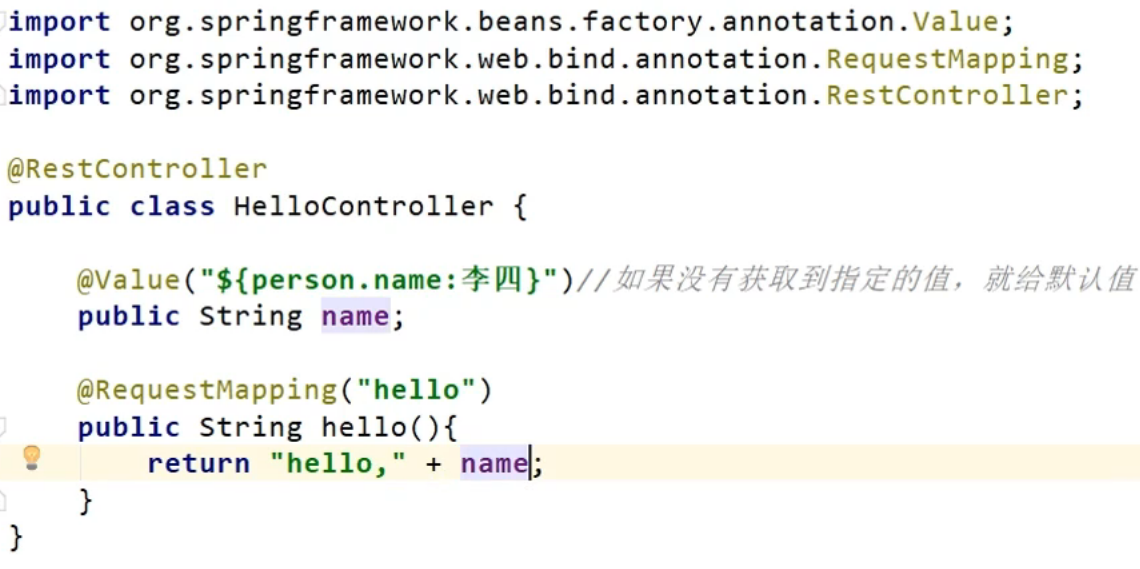 import org.springframework.beans.factory.annotation.Value;
import org.springframework.web.bind.annotation.RequestMapping;
import org.springframework.web.bind.annotation.RestController;
@RestController
public class HelloController {
@Value("${person.name:李四}")//如果没有获取到指定的值，就给默认值
public String name;
@RequestMapping("hello")
public String hello(){
return "hello," + name;
}
}